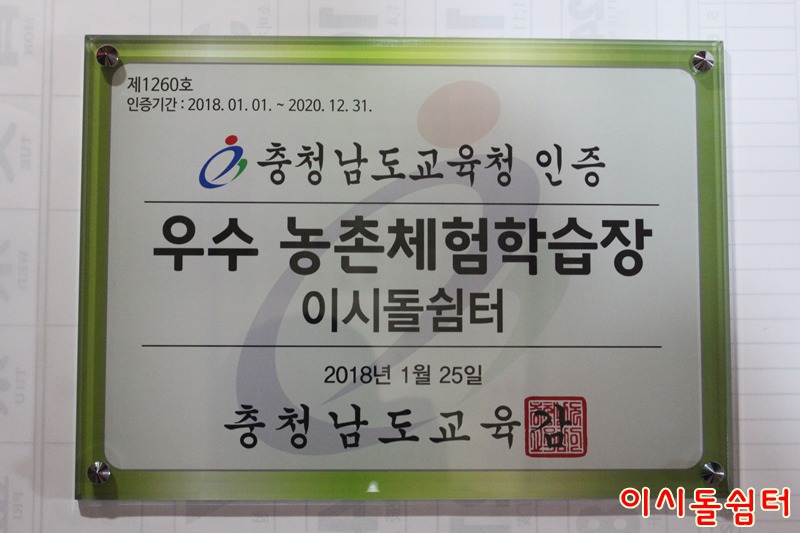 제1260호
인증기간 : 2018. 01. 01. ~ 2020. 12. 31.
충청남도교육청 인증
우수 농촌체험학습장
이시돌쉼터
2018년 1월 25일
충청남도교육감
이시돌쉼터